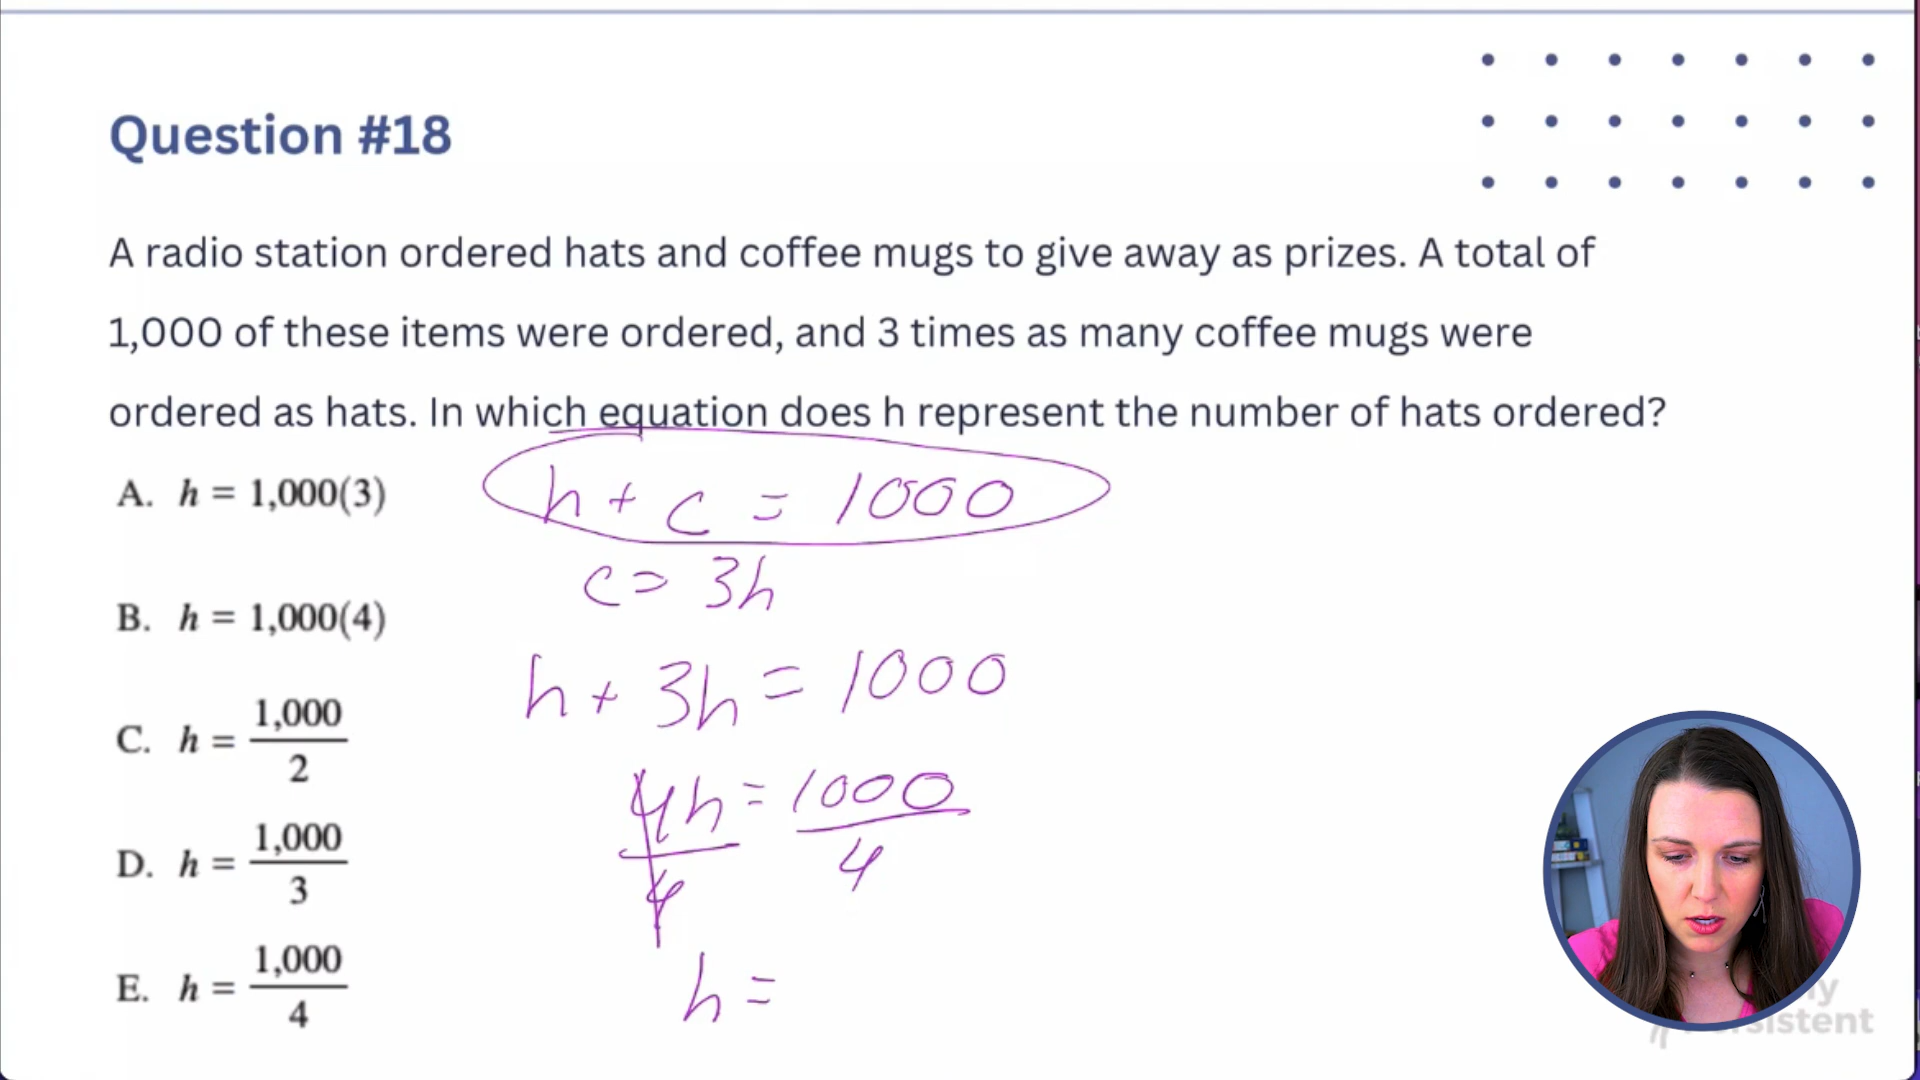 Question #18
A radio station ordered hats and coffee mugs to give away as prizes. A total of
1,000 of these items were ordered, and 3 times as many coffee mugs were
ordered as hats. In which equation does h represent the number of hats ordered?
A. h = 1,000(3)
B. h = 1,000(4)
C. h = 1,000/2
D. h = 1,000/3
E. h = 1,000/4
h + c = 1000
c = 3h
h + 3h = 1000
4h/4 = 1000/4
h =